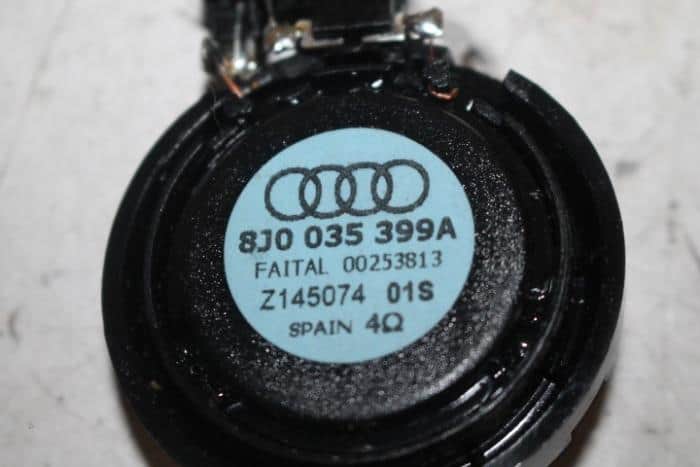 8J0 035 399A
FAITAL 00253813
Z145074 01S
SPAIN 4Ω